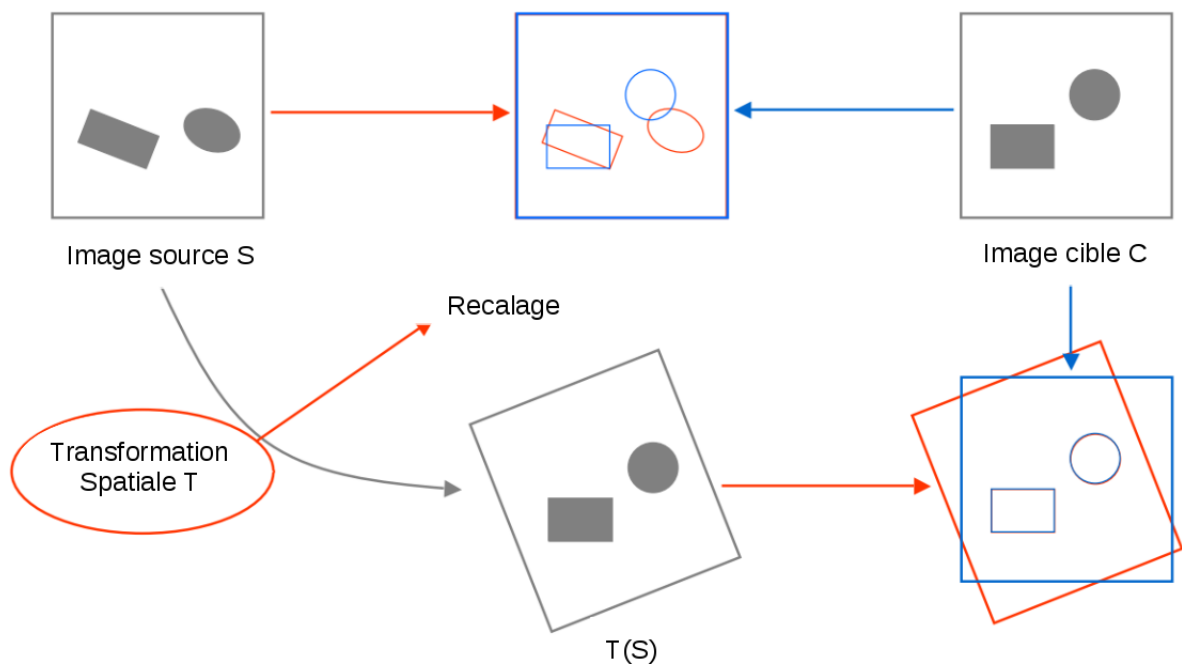 Image source S
Image cible C
Recalage
Transformation
Spatiale T
T(S)